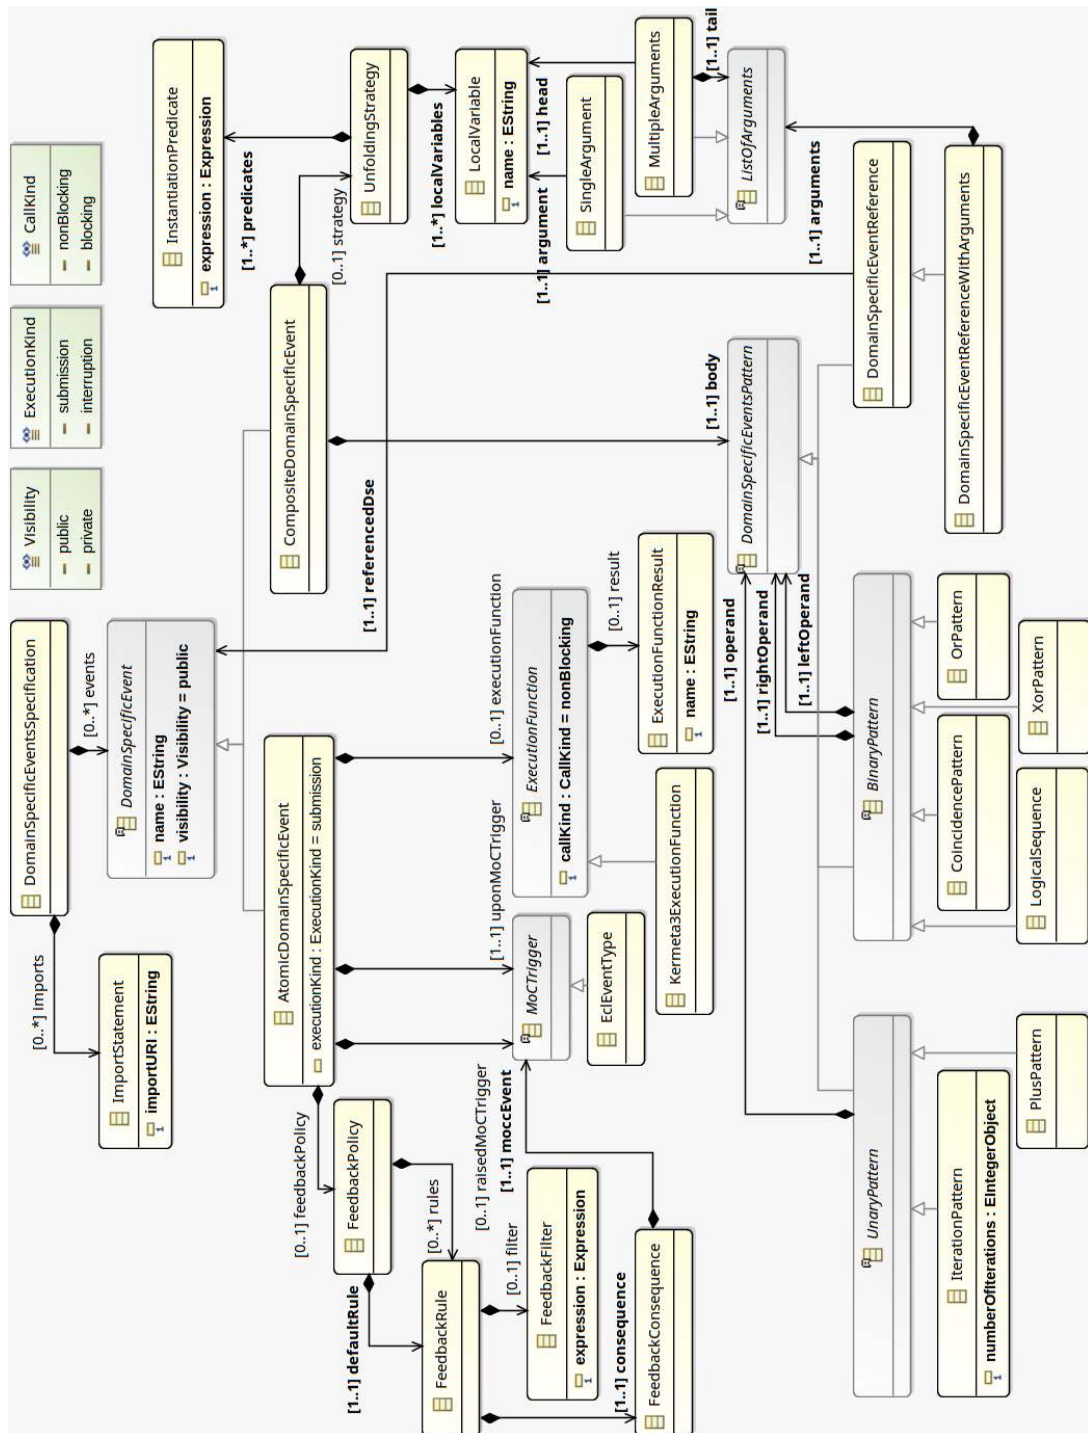 DomainSpecificEventsSpecification
[0..*] imports
[0..*] events
ImportStatement
importURI : EString
DomainSpecificEvent
name : EString
visibility : Visibility = public
Visibility
public
private
ExecutionKind
submission
interruption
CallKind
nonBlocking
blocking
AtomicDomainSpecificEvent
executionKind : ExecutionKind = submission
CompositeDomainSpecificEvent
[0..1] strategy
InstantiationPredicate
expression : Expression
[1..*] predicates
UnfoldingStrategy
[1..*] localVariables
LocalVariable
name : EString
[1..1] argument
[1..1] head
SingleArgument
MultipleArguments
[1..1] tail
ListOfArguments
[1..1] arguments
[0..1] feedbackPolicy
FeedbackPolicy
[1..1] defaultRule
[0..*] rules
FeedbackRule
[0..1] filter
FeedbackFilter
expression : Expression
[1..1] consequence
FeedbackConsequence
[0..1] raisedMoCTrigger
[1..1] moccEvent
[1..1] uponMoCTrigger
MoCTrigger
EclEventType
[0..1] executionFunction
ExecutionFunction
callKind : CallKind = nonBlocking
Kermeta3ExecutionFunction
[0..1] result
ExecutionFunctionResult
name : EString
[1..1] referencedDse
[1..1] body
DomainSpecificEventsPattern
[1..1] operand
[1..1] rightOperand
[1..1] leftOperand
UnaryPattern
IterationPattern
numberOfIterations : EIntegerObject
PlusPattern
BinaryPattern
LogicalSequence
CoincidencePattern
XorPattern
OrPattern
DomainSpecificEventReference
DomainSpecificEventReferenceWithArguments